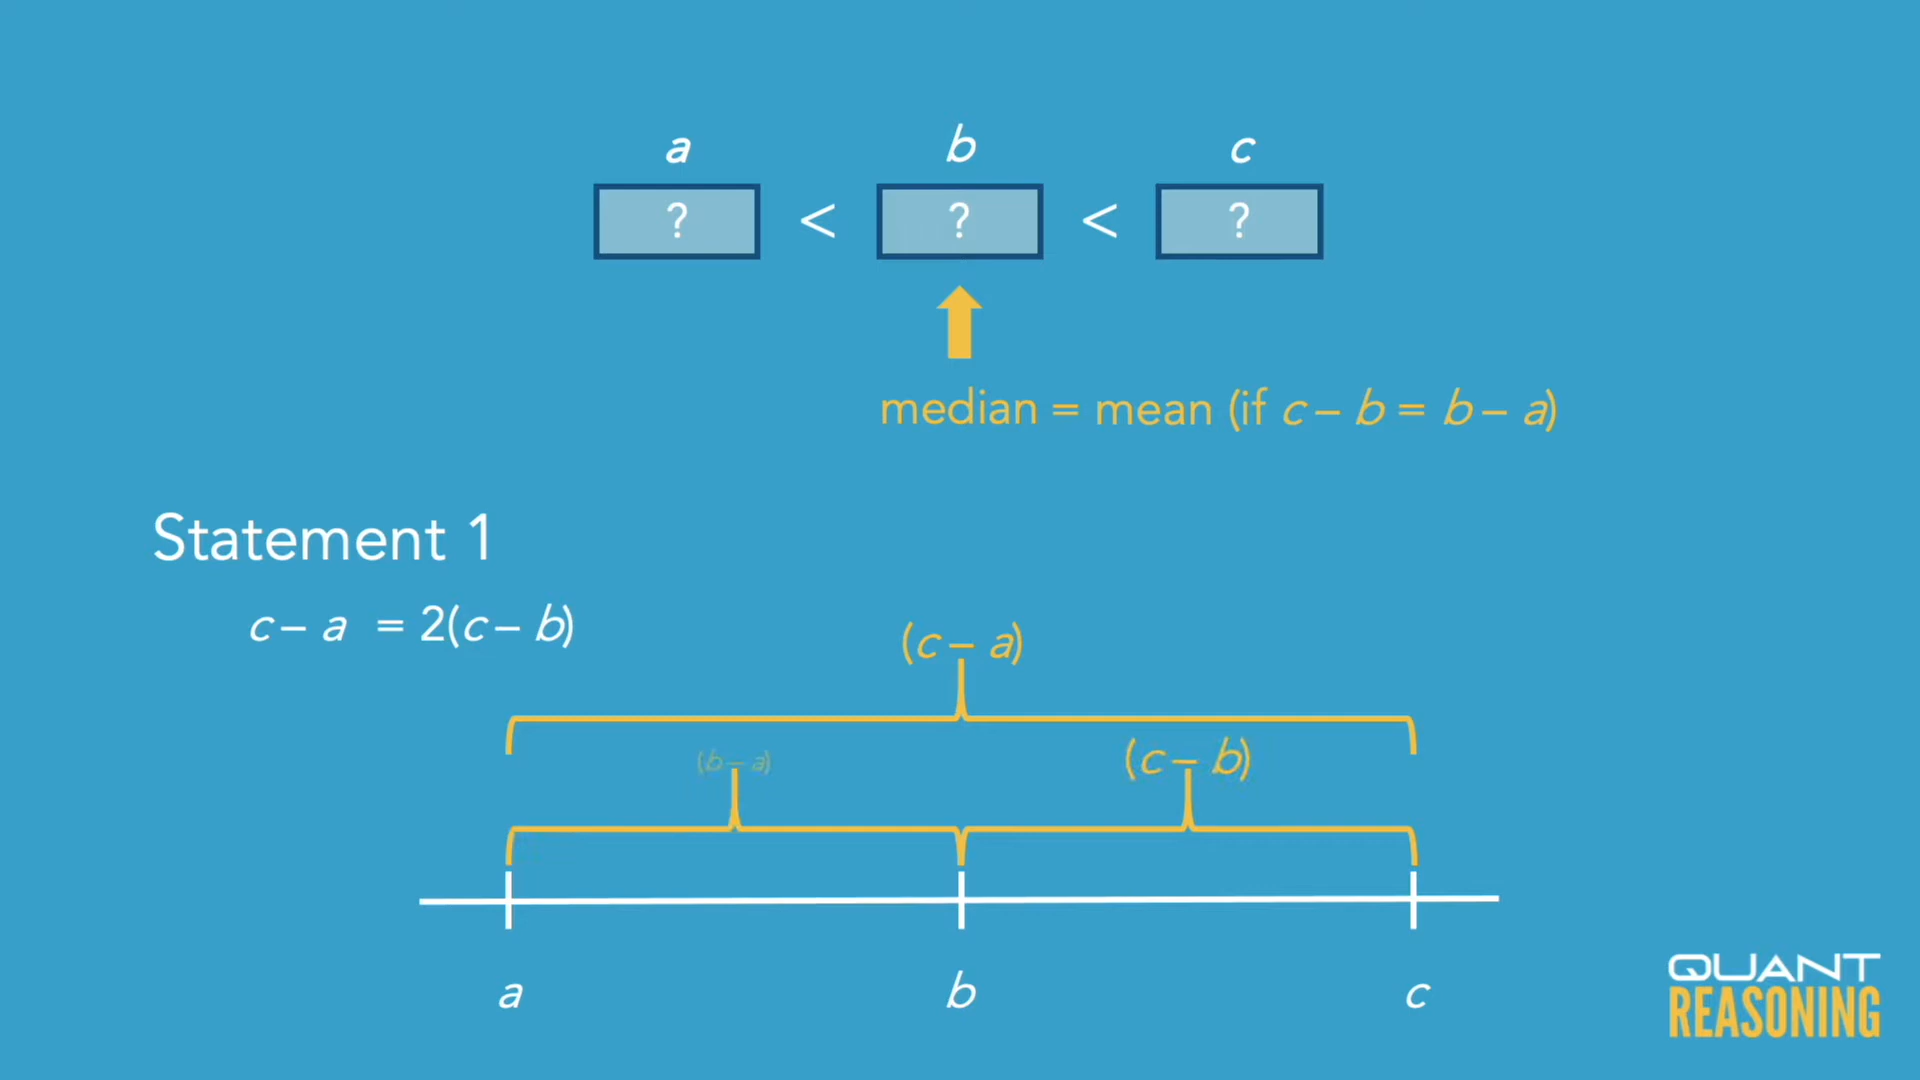 a b c
? < ? < ?
median = mean (if c – b = b – a)
Statement 1
c – a = 2(c – b)
(c – a)
(b – a) (c – b)
a b c
QUANT
REASONING